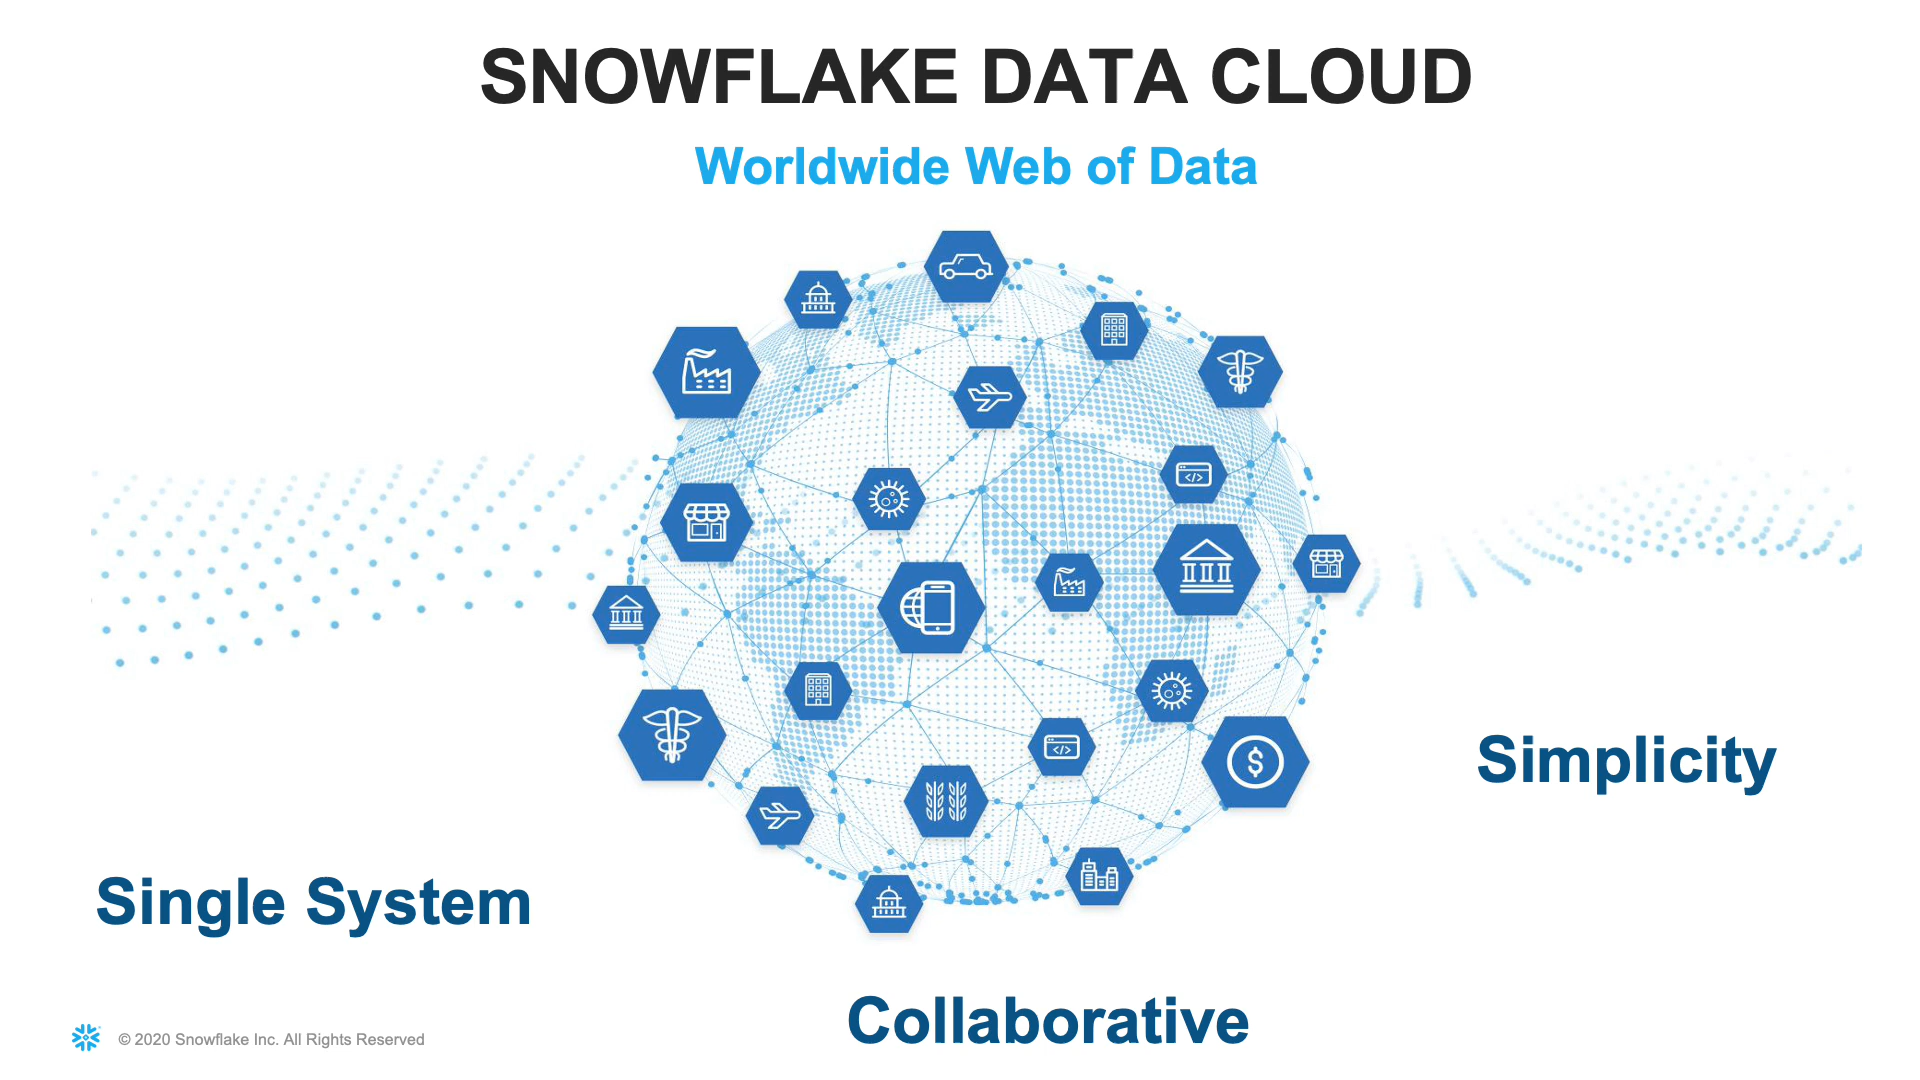 SNOWFLAKE DATA CLOUD
Worldwide Web of Data
Simplicity
Single System
Collaborative
© 2020 Snowflake Inc. All Rights Reserved